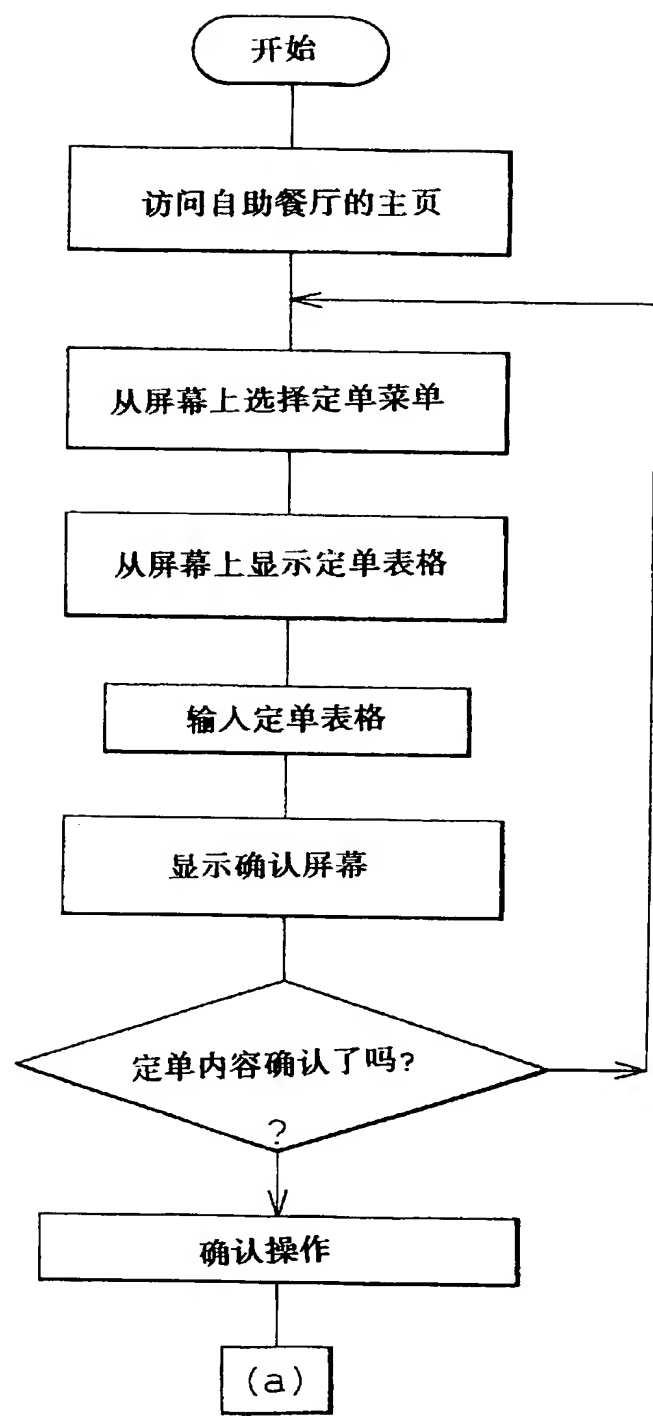 开始
访问自助餐厅的主页
从屏幕上选择定单菜单
从屏幕上显示定单表格
输入定单表格
显示确认屏幕
定单内容确认了吗?
?
确认操作
(a)